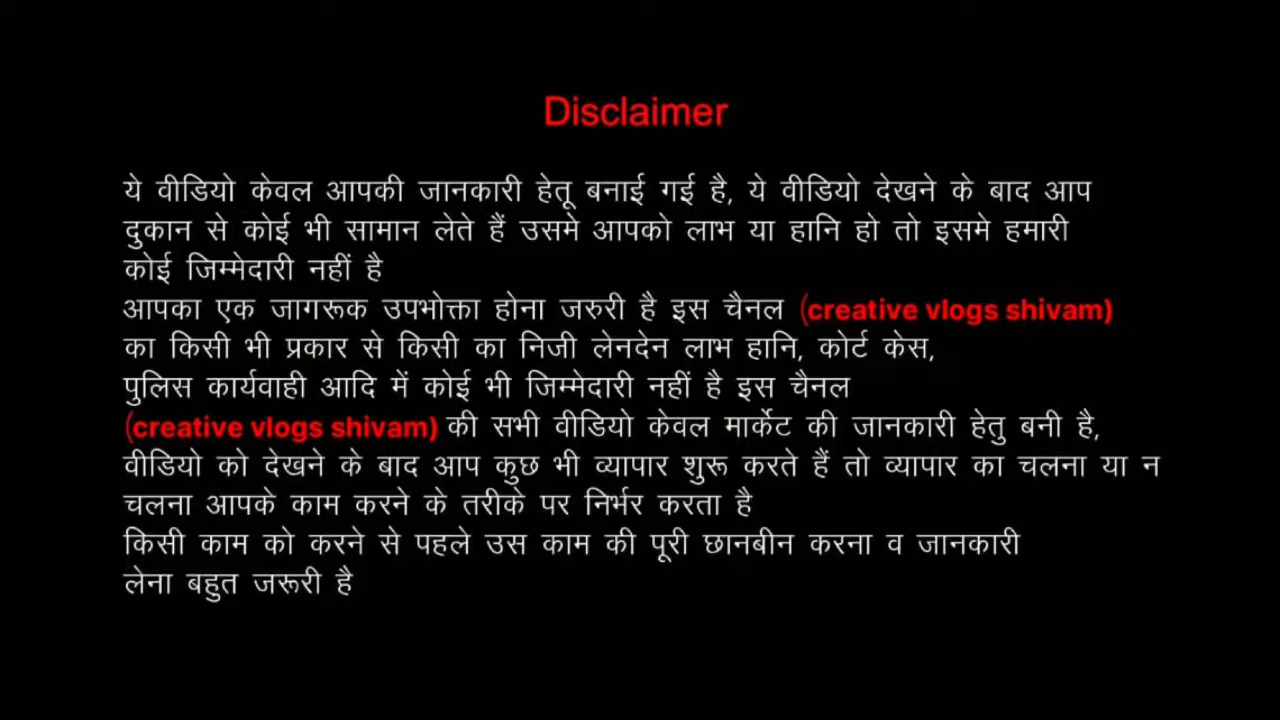 Disclaimer
ये वीडियो केवल आपकी जानकारी हेतू बनाई गई है, ये वीडियो देखने के बाद आप
दुकान से कोई भी सामान लेते हैं उसमे आपको लाभ या हानि हो तो इसमे हमारी
कोई जिम्मेदारी नहीं है
आपका एक जागरूक उपभोक्ता होना जरुरी है इस चैनल (creative vlogs shivam)
का किसी भी प्रकार से किसी का निजी लेनदेन लाभ हानि, कोर्ट केस,
पुलिस कार्यवाही आदि में कोई भी जिम्मेदारी नहीं है इस चैनल
(creative vlogs shivam) की सभी वीडियो केवल मार्केट की जानकारी हेतु बनी है,
वीडियो को देखने के बाद आप कुछ भी व्यापार शुरू करते हैं तो व्यापार का चलना या न
चलना आपके काम करने के तरीके पर निर्भर करता है
किसी काम को करने से पहले उस काम की पूरी छानबीन करना व जानकारी
लेना बहुत जरूरी है